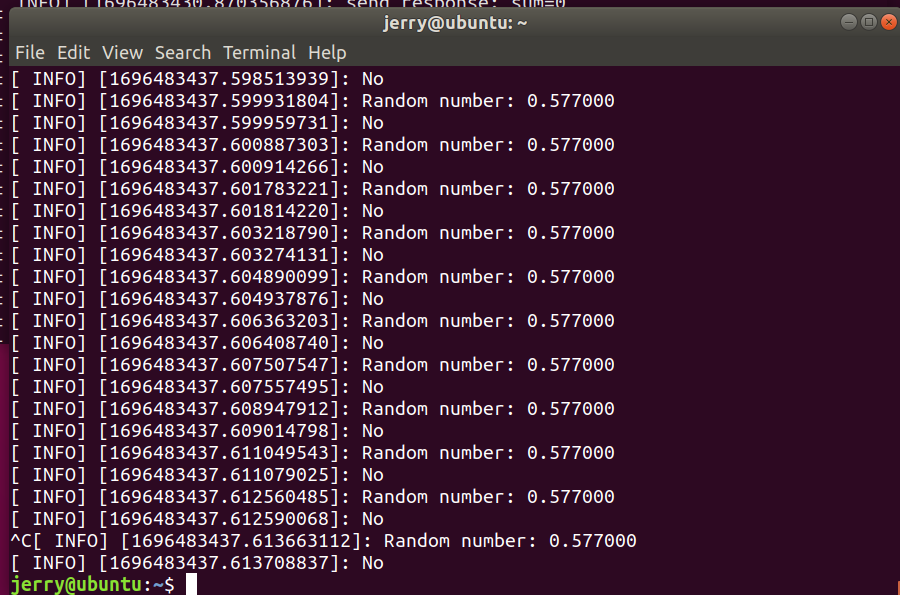 INFO] [1696483430.870356876]: send response: sum=0
jerry@ubuntu: ~
File Edit View Search Terminal Help
[ INFO] [1696483437.598513939]: No
[ INFO] [1696483437.599931804]: Random number: 0.577000
[ INFO] [1696483437.599959731]: No
[ INFO] [1696483437.600887303]: Random number: 0.577000
[ INFO] [1696483437.600914266]: No
[ INFO] [1696483437.601783221]: Random number: 0.577000
[ INFO] [1696483437.601814220]: No
[ INFO] [1696483437.603218790]: Random number: 0.577000
[ INFO] [1696483437.603274131]: No
[ INFO] [1696483437.604890099]: Random number: 0.577000
[ INFO] [1696483437.604937876]: No
[ INFO] [1696483437.606363203]: Random number: 0.577000
[ INFO] [1696483437.606408740]: No
[ INFO] [1696483437.607507547]: Random number: 0.577000
[ INFO] [1696483437.607557495]: No
[ INFO] [1696483437.608947912]: Random number: 0.577000
[ INFO] [1696483437.609014798]: No
[ INFO] [1696483437.611049543]: Random number: 0.577000
[ INFO] [1696483437.611079025]: No
[ INFO] [1696483437.612560485]: Random number: 0.577000
[ INFO] [1696483437.612590068]: No
^C[ INFO] [1696483437.613663112]: Random number: 0.577000
[ INFO] [1696483437.613708837]: No
jerry@ubuntu:~$